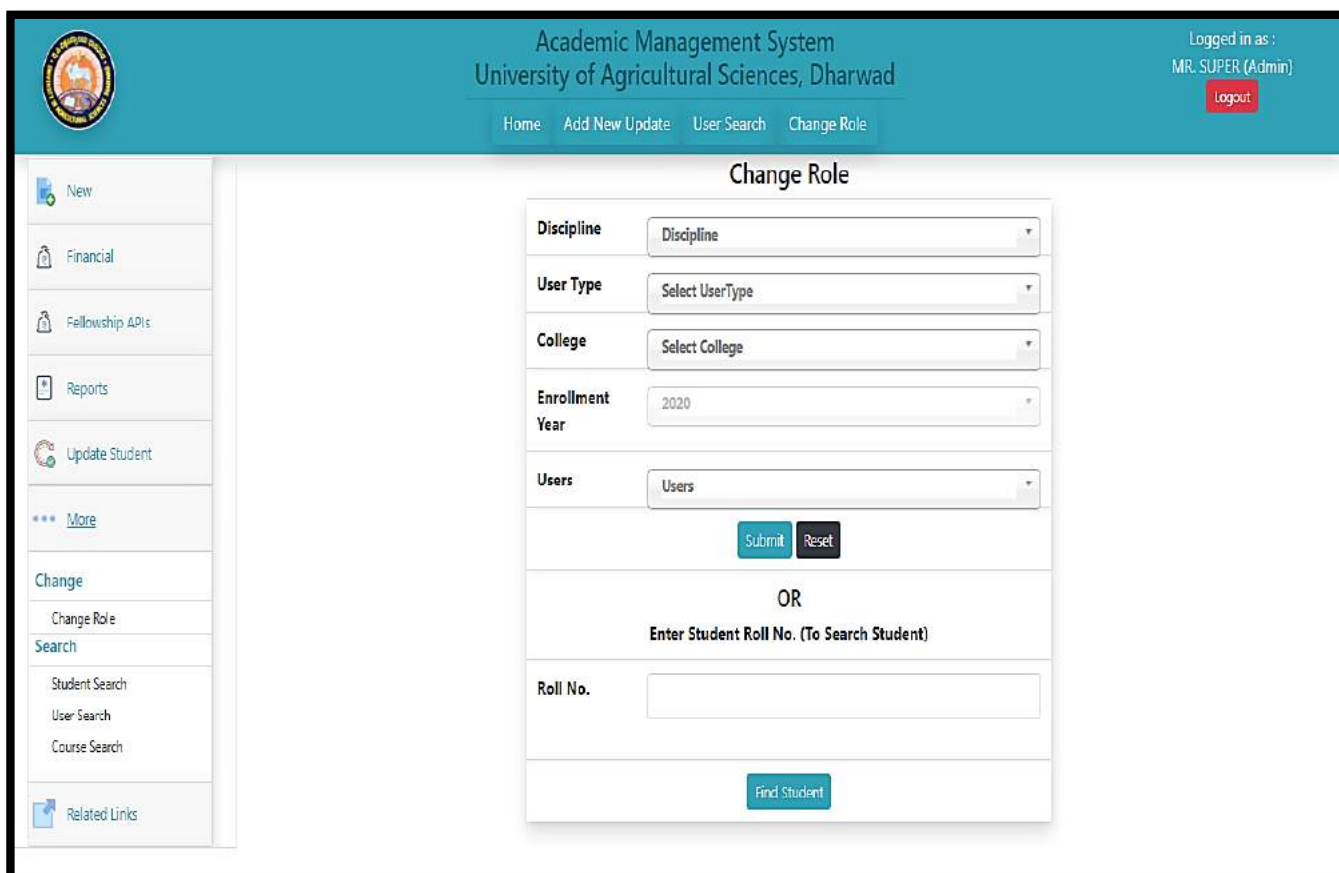 Academic Management System
University of Agricultural Sciences, Dharwad
Home Add New Update User Search Change Role
Logged in as :
MR. SUPER (Admin)
Logout
New
Financial
Fellowship APIs
Reports
Update Student
More
Change
Change Role
Search
Student Search
User Search
Course Search
Related Links
Change Role
Discipline Discipline
User Type Select UserType
College Select College
Enrollment
Year
2020
Users Users
Submit Reset
OR
Enter Student Roll No. (To Search Student)
Roll No.
Find Student